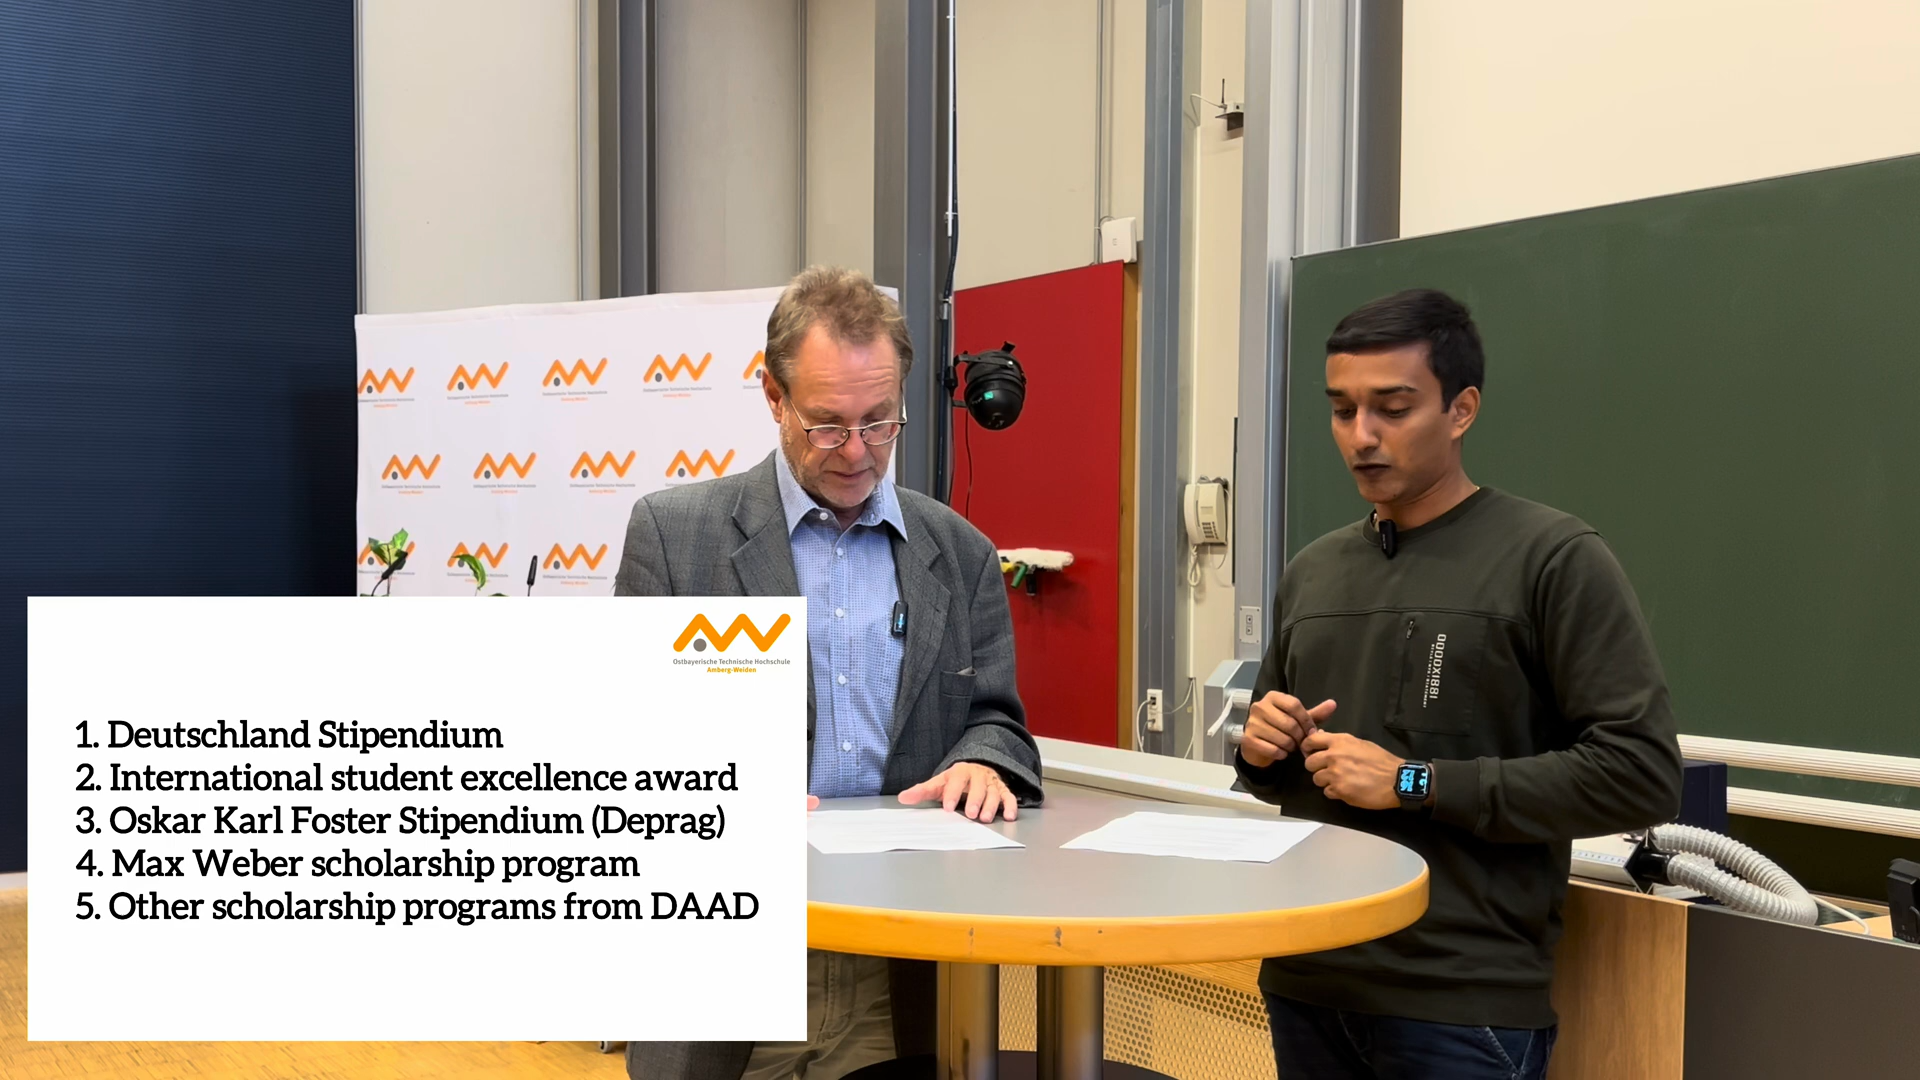 Ostbayerische Technische Hochschule
Amberg-Weiden
1. Deutschland Stipendium
2. International student excellence award
3. Oskar Karl Foster Stipendium (Deprag)
4. Max Weber scholarship program
5. Other scholarship programs from DAAD